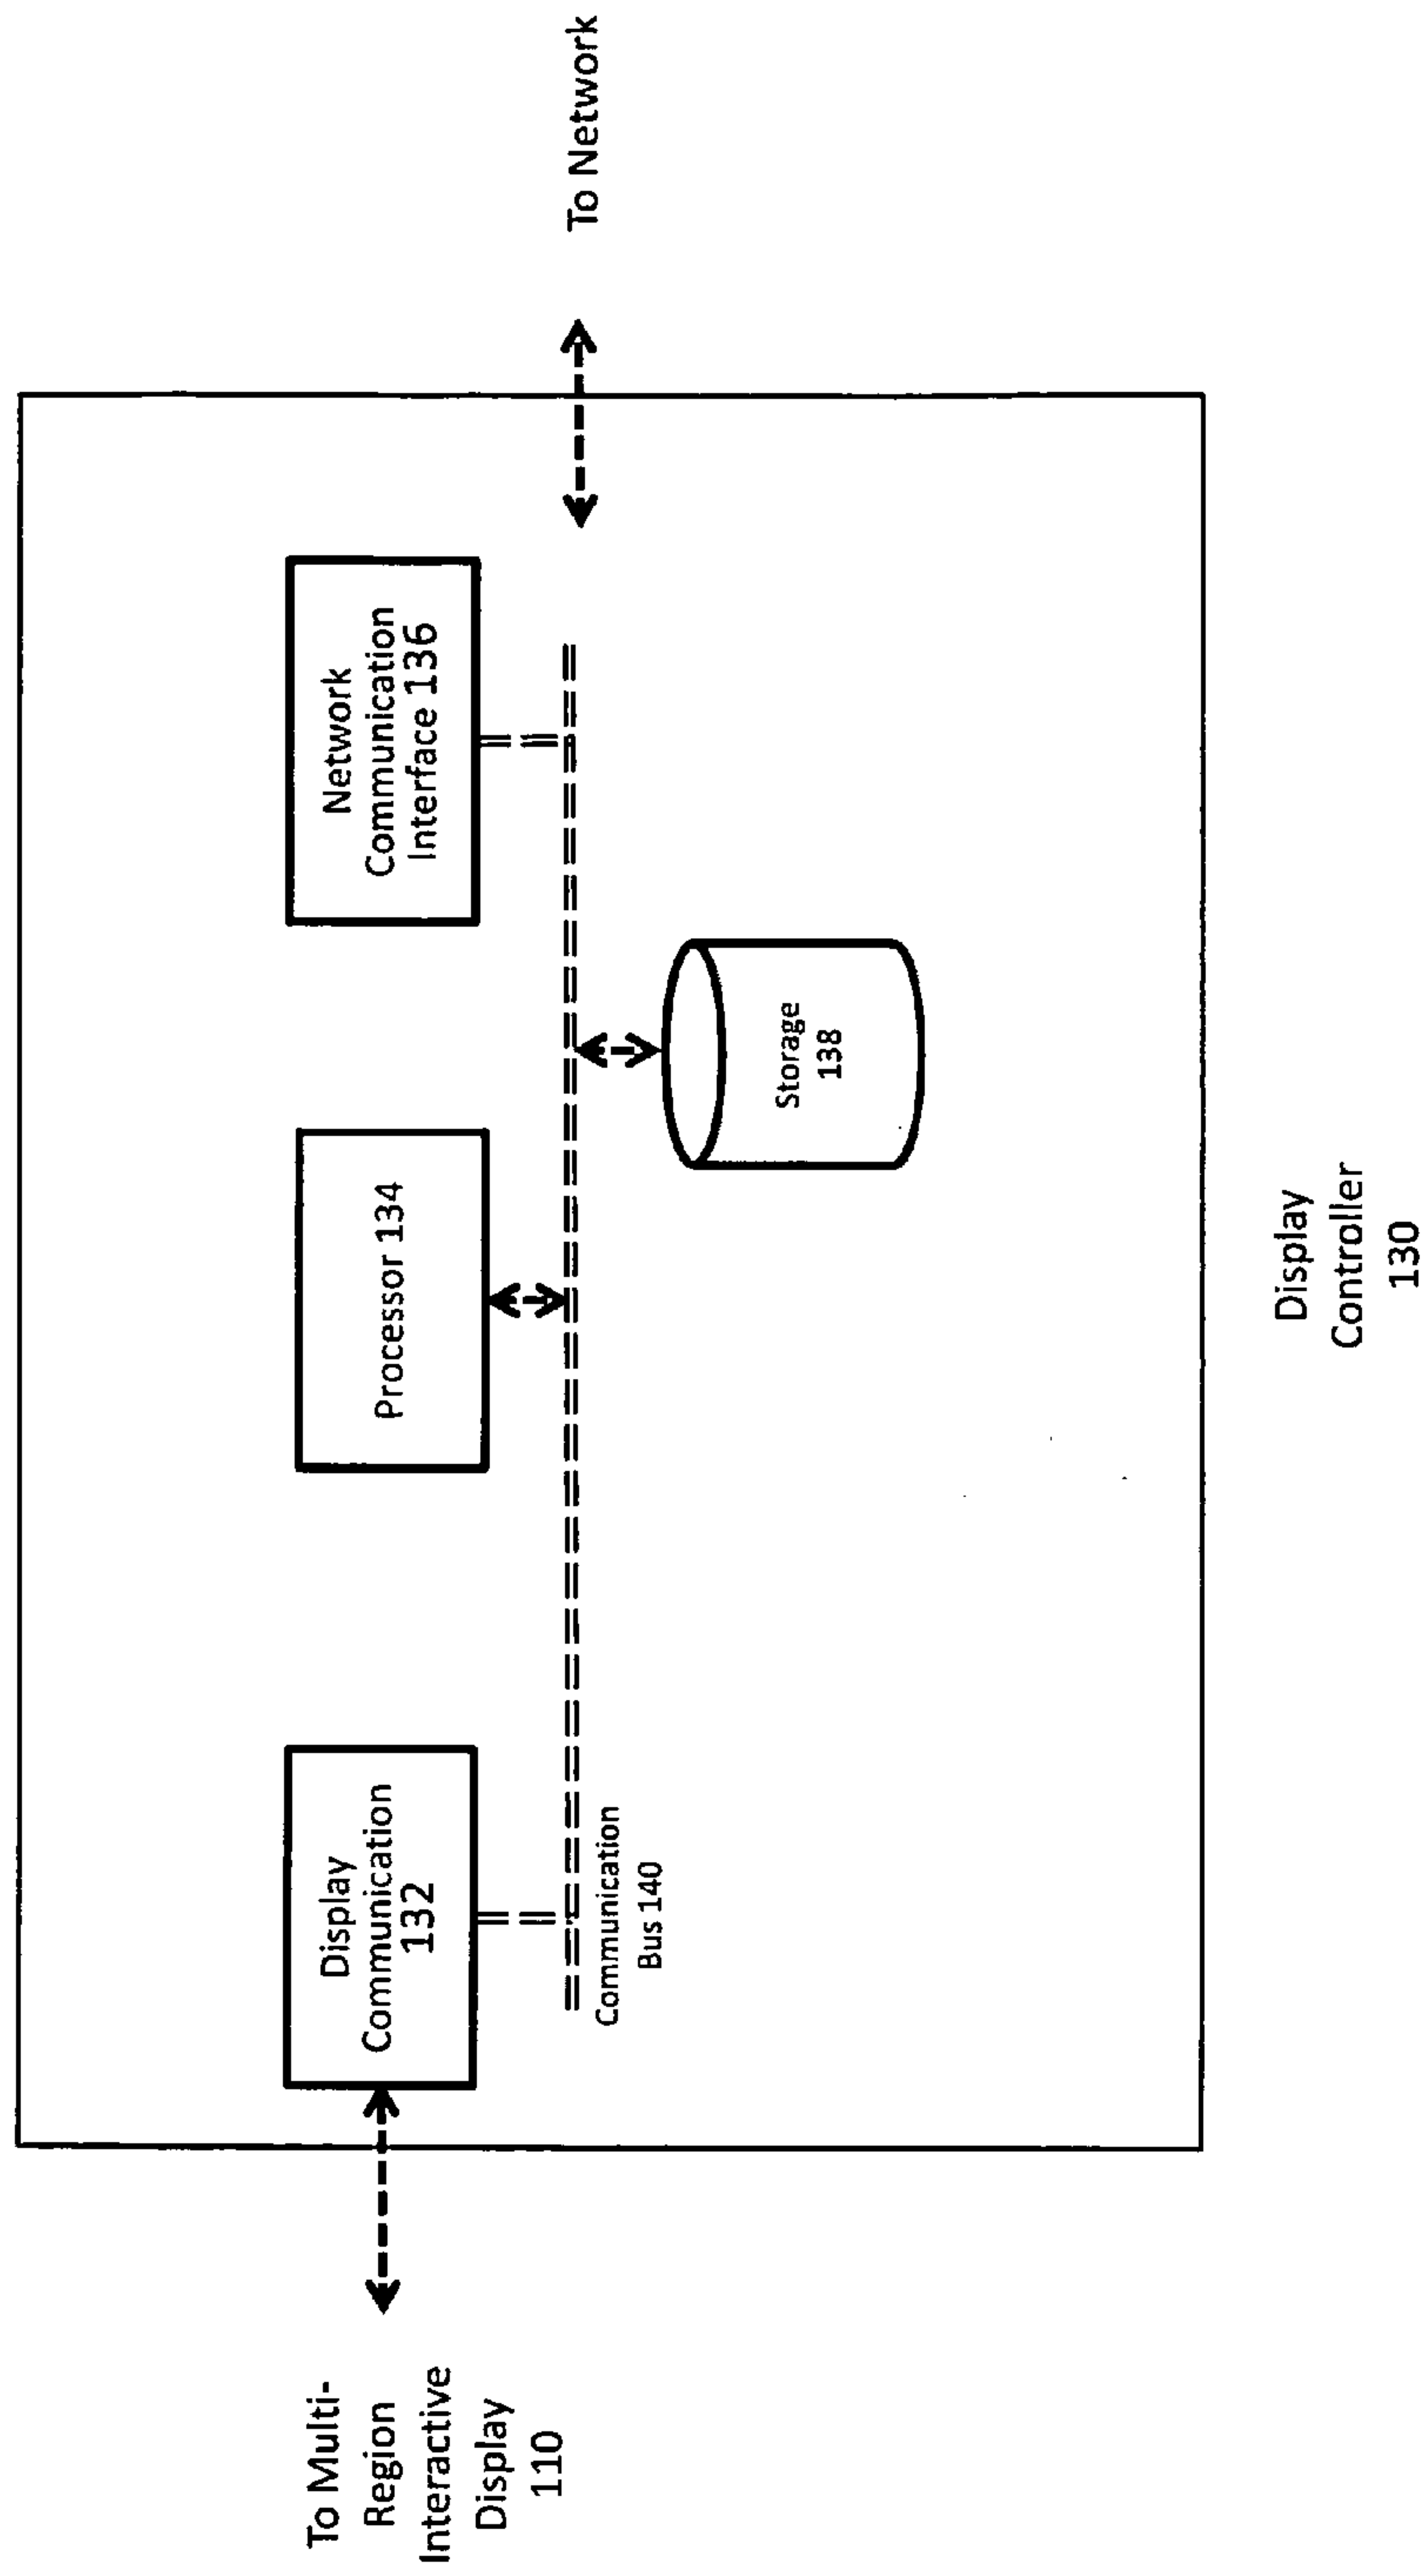 To Multi-
Region
Interactive
Display
110
Display
Communication
132
Communication
Bus 140
Processor 134
Storage
138
Network
Communication
Interface 136
To Network
Display
Controller
130